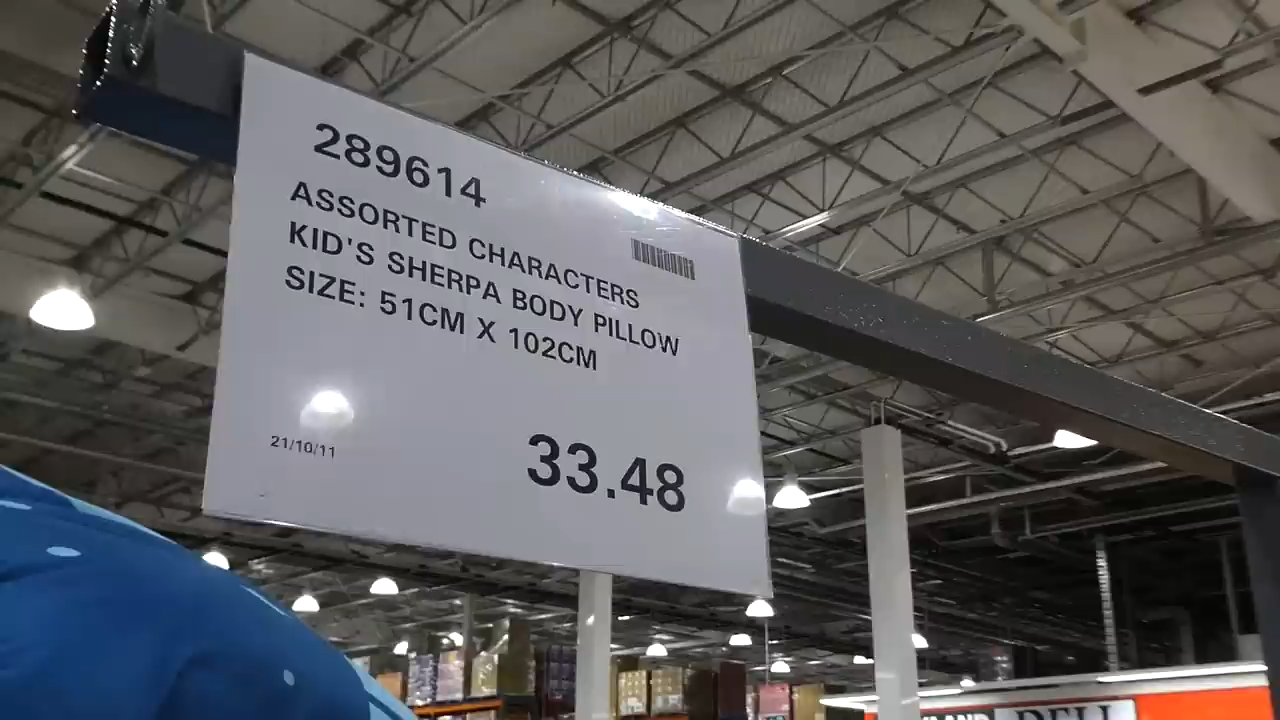 289614
ASSORTED CHARACTERS
KID'S SHERPA BODY PILLOW
SIZE: 51CM X 102CM
21/10/11
33.48
DELI